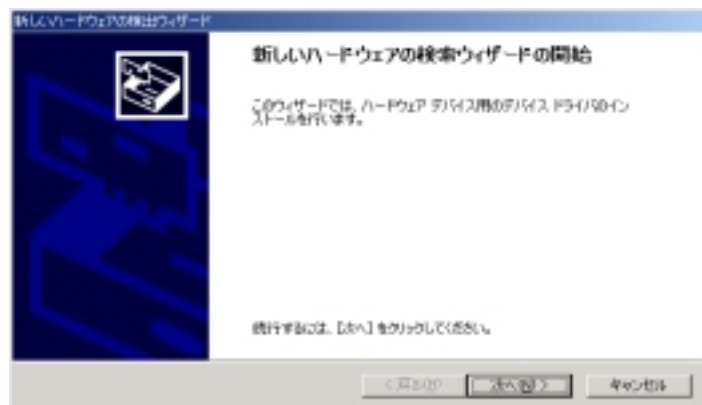 新しいハードウェアの検出ウィザード
新しいハードウェアの検索ウィザードの開始
このウィザードでは、ハードウェア デバイス用のデバイス ドライバのイン
ストールを行います。
続行するには、[次へ] をクリックしてください。
< 戻る(B)
次へ(N) >
キャンセル